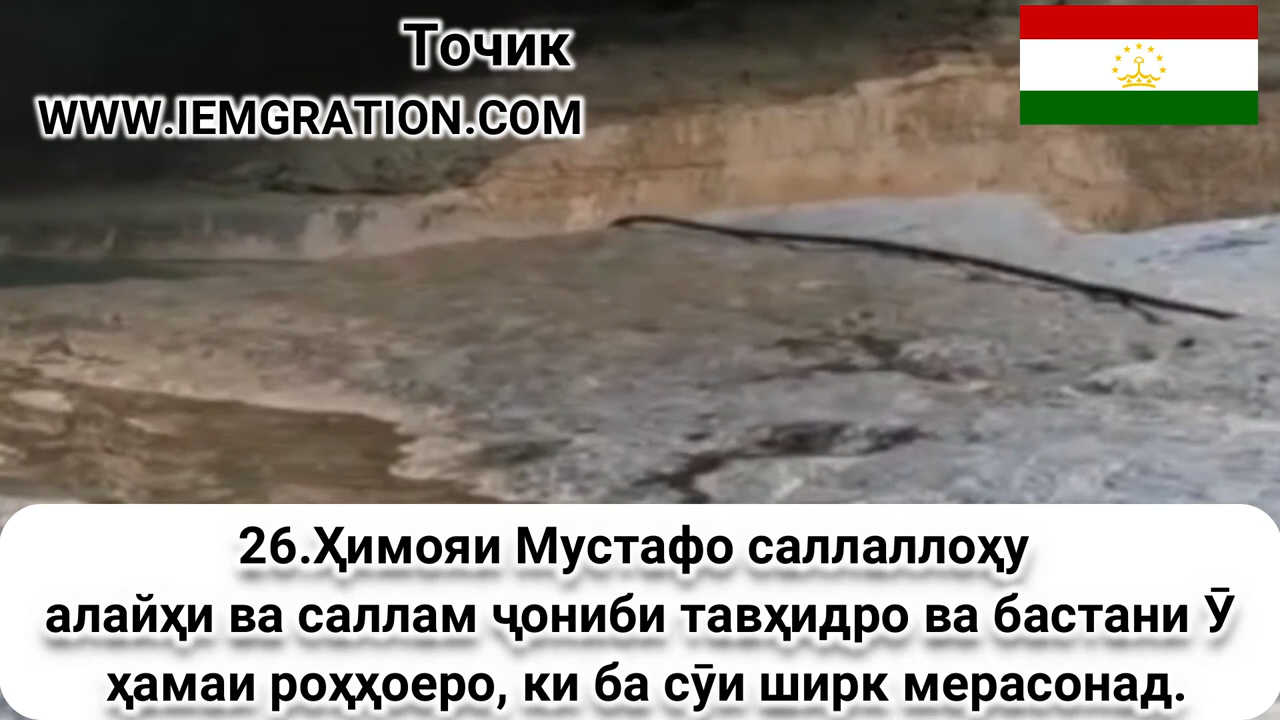 Точик
WWW.IEMGRATION.COM
26.Ҳимояи Мустафо саллаллоҳу
алайҳи ва саллам ҷониби тавҳидро ва бастани Ӯ
ҳамаи роҳҳоеро, ки ба сӯи ширк мерасонад.